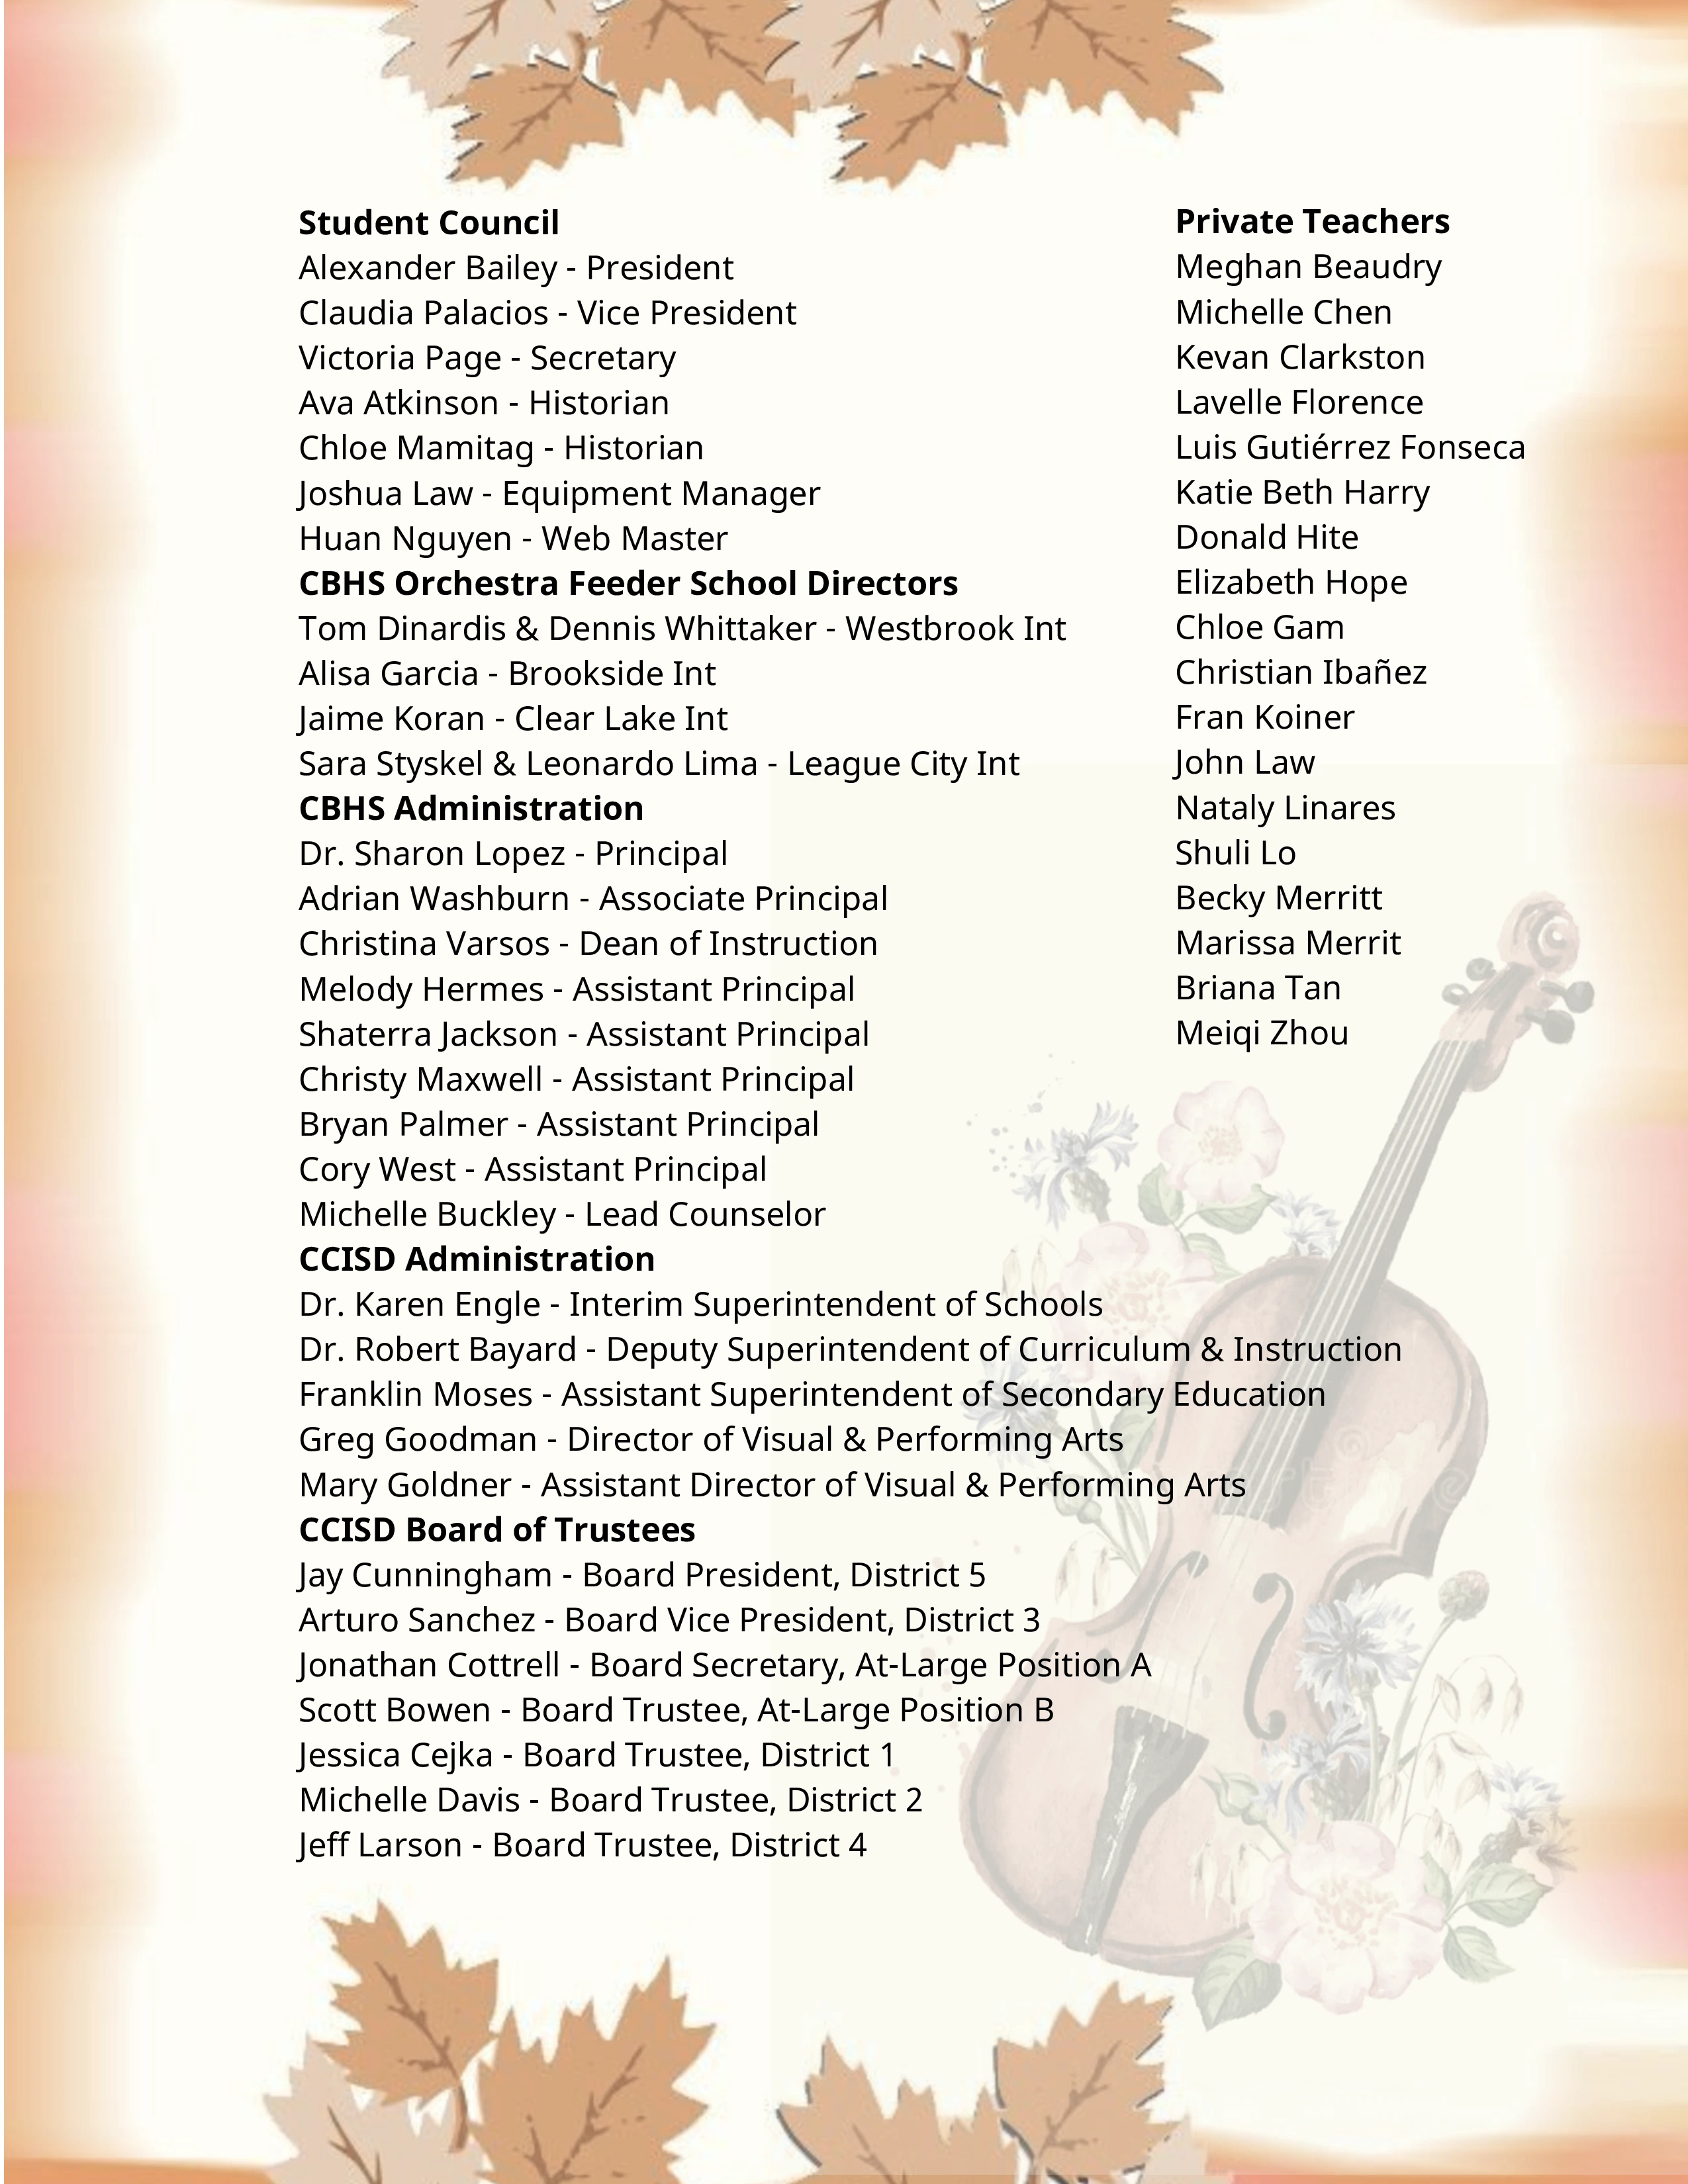 Student Council
Alexander Bailey - President
Claudia Palacios - Vice President
Victoria Page - Secretary
Ava Atkinson - Historian
Chloe Mamitag - Historian
Joshua Law - Equipment Manager
Huan Nguyen - Web Master
CBHS Orchestra Feeder School Directors
Tom Dinardis & Dennis Whittaker - Westbrook Int
Alisa Garcia - Brookside Int
Jaime Koran - Clear Lake Int
Sara Styskel & Leonardo Lima - League City Int
CBHS Administration
Dr. Sharon Lopez - Principal
Adrian Washburn - Associate Principal
Christina Varsos - Dean of Instruction
Melody Hermes - Assistant Principal
Shaterra Jackson - Assistant Principal
Christy Maxwell - Assistant Principal
Bryan Palmer - Assistant Principal
Cory West - Assistant Principal
Michelle Buckley - Lead Counselor
CCISD Administration
Dr. Karen Engle - Interim Superintendent of Schools
Dr. Robert Bayard - Deputy Superintendent of Curriculum & Instruction
Franklin Moses - Assistant Superintendent of Secondary Education
Greg Goodman - Director of Visual & Performing Arts
Mary Goldner - Assistant Director of Visual & Performing Arts
CCISD Board of Trustees
Jay Cunningham - Board President, District 5
Arturo Sanchez - Board Vice President, District 3
Jonathan Cottrell - Board Secretary, At-Large Position A
Scott Bowen - Board Trustee, At-Large Position B
Jessica Cejka - Board Trustee, District 1
Michelle Davis - Board Trustee, District 2
Jeff Larson - Board Trustee, District 4
Private Teachers
Meghan Beaudry
Michelle Chen
Kevan Clarkston
Lavelle Florence
Luis Gutiérrez Fonseca
Katie Beth Harry
Donald Hite
Elizabeth Hope
Chloe Gam
Christian Ibañez
Fran Koiner
John Law
Nataly Linares
Shuli Lo
Becky Merritt
Marissa Merrit
Briana Tan
Meiqi Zhou